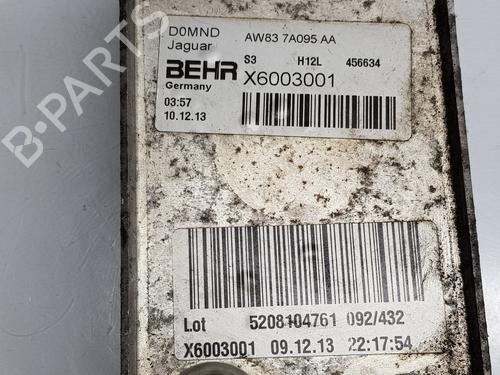 D0MND AW83 7A095 AA
Jaguar
BEHR S3 H12L 456634
X6003001
Germany
03:57
10.12.13
B-Parts
Lot 5208104761 092/432
X6003001 09.12.13 22:17:54